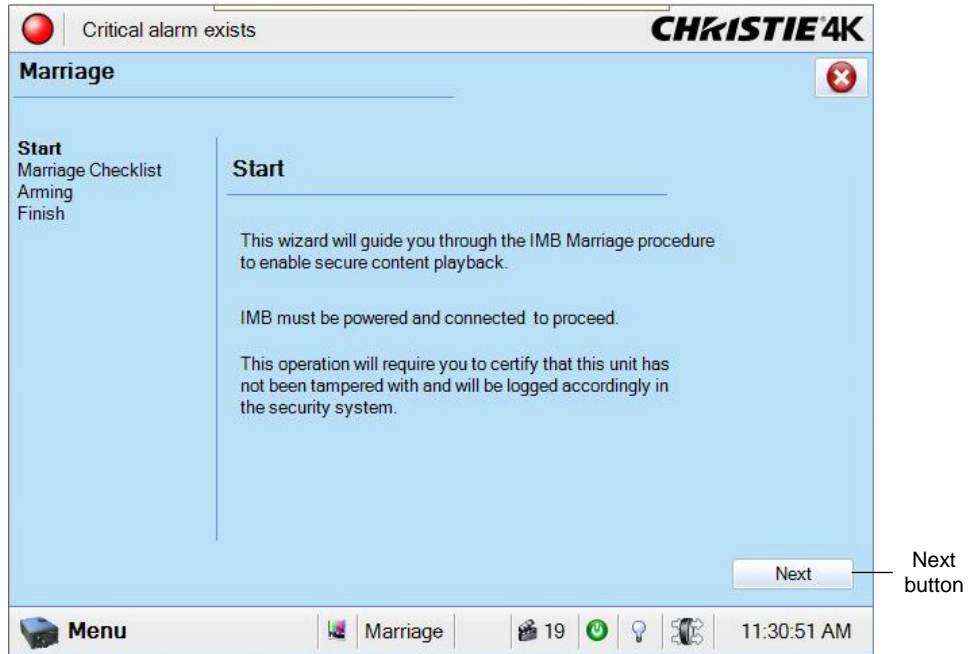 Critical alarm exists
CHRISTIE 4K
Marriage
Start
Marriage Checklist
Arming
Finish
Start
This wizard will guide you through the IMB Marriage procedure
to enable secure content playback.
IMB must be powered and connected to proceed.
This operation will require you to certify that this unit has
not been tampered with and will be logged accordingly in
the security system.
Next
Next
button
Menu
Marriage
19
11:30:51 AM